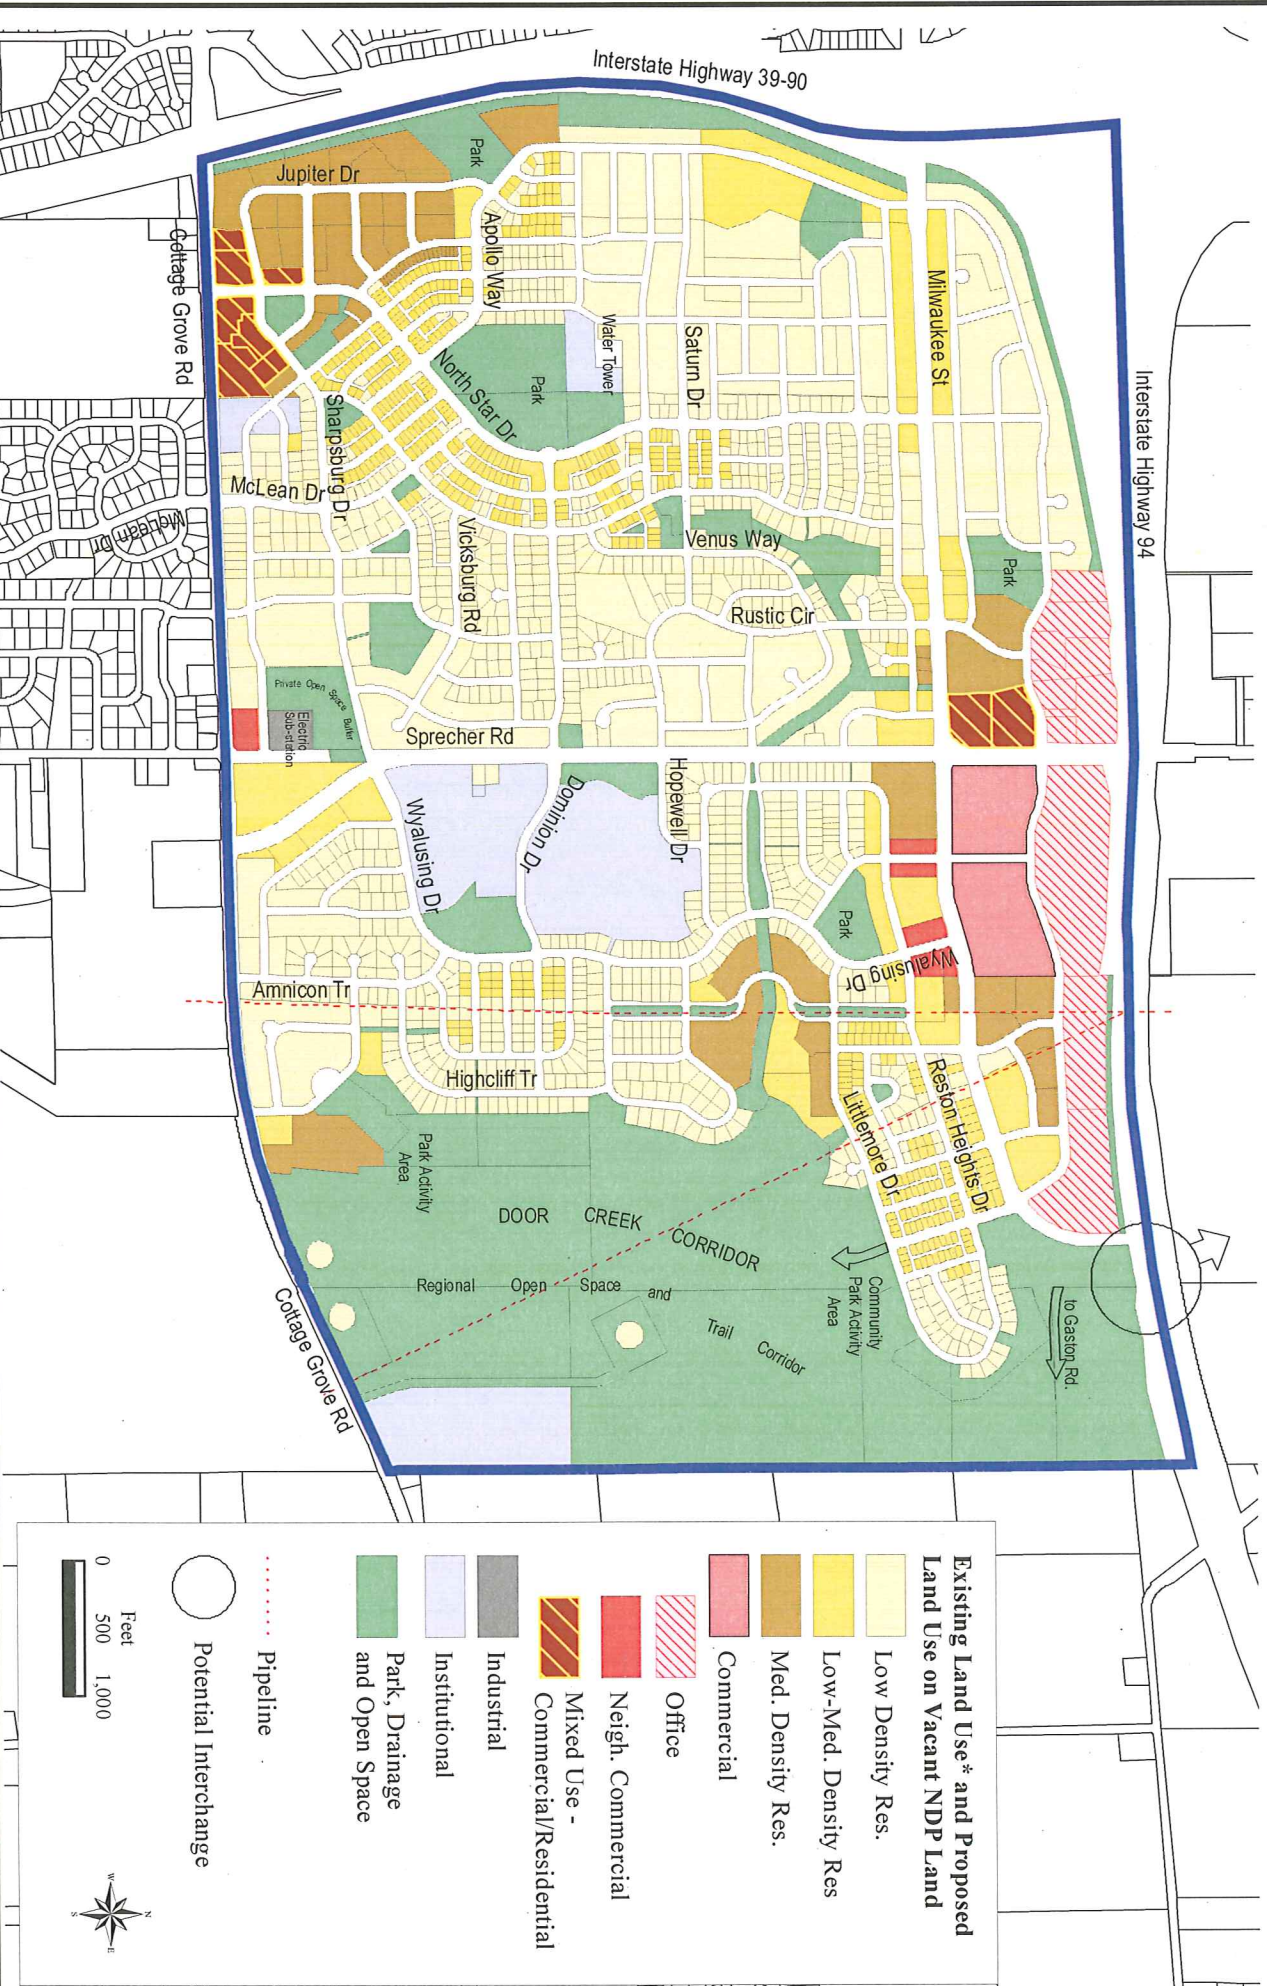 Interstate Highway 39-90
Interstate Highway 94
Jupiter Dr
Park
Apollo Way
Cottage Grove Rd
Milwaukee St
Water Tower
Saturn Dr
Park
North Star Dr
Sharpsburg Dr
McLean Dr
McLean Dr
Vicksburg Rd
Venus Way
Park
Rustic Cir
Private Open Space Buffer
Electric
Sub-station
Sprecher Rd
Hopewell Dr
Dominion Dr
Wyalusing Dr
Park
Wyalusing Dr
Amnicon Tr
Highcliff Tr
Reston Heights Dr
Littlemore Dr
Park Activity
Area
DOOR CREEK CORRIDOR
Regional Open Space and
Trail Corridor
Community
Park Activity
Area
to Gaston Rd.
Cottage Grove Rd
Existing Land Use* and Proposed
Land Use on Vacant NDP Land
Low Density Res.
Low-Med. Density Res
Med. Density Res.
Commercial
Office
Neigh. Commercial
Mixed Use -
Commercial/Residential
Industrial
Institutional
Park, Drainage
and Open Space
Pipeline
Potential Interchange
Feet
0 500 1,000
N
W
E
S